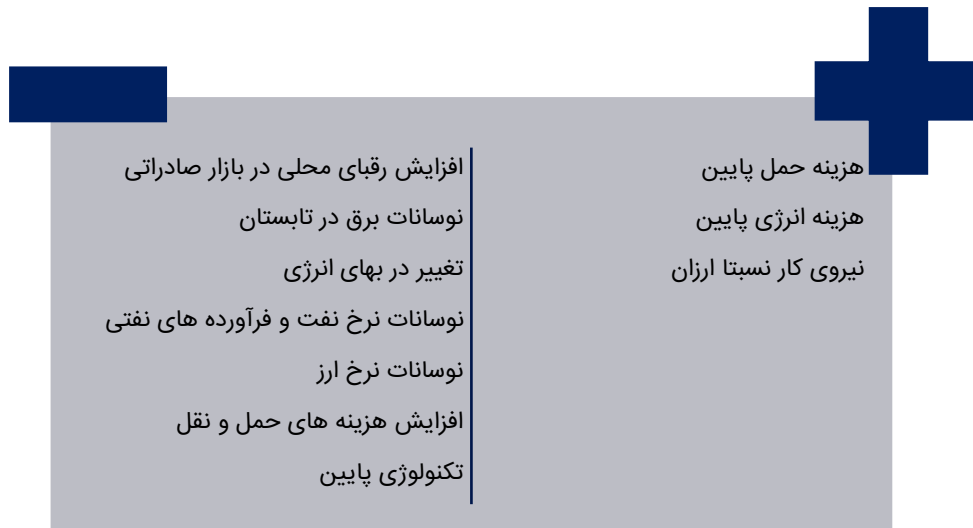 هزینه حمل پایین
هزینه انرژی پایین
نیروی کار نسبتا ارزان
افزایش رقبای محلی در بازار صادراتی
نوسانات برق در تابستان
تغییر در بهای انرژی
نوسانات نرخ نفت و فرآورده های نفتی
نوسانات نرخ ارز
افزایش هزینه های حمل و نقل
تکنولوژی پایین